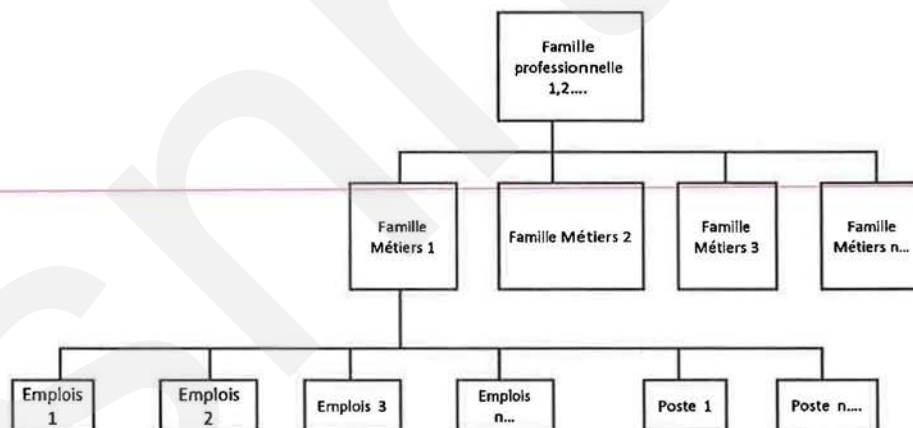 Famille
professionnelle
1,2....
Famille
Métiers 1
Famille Métiers 2
Famille
Métiers 3
Famille
Métiers n...
Emplois
1
Emplois
2
Emplois 3
Emplois
n...
Poste 1
Poste n....